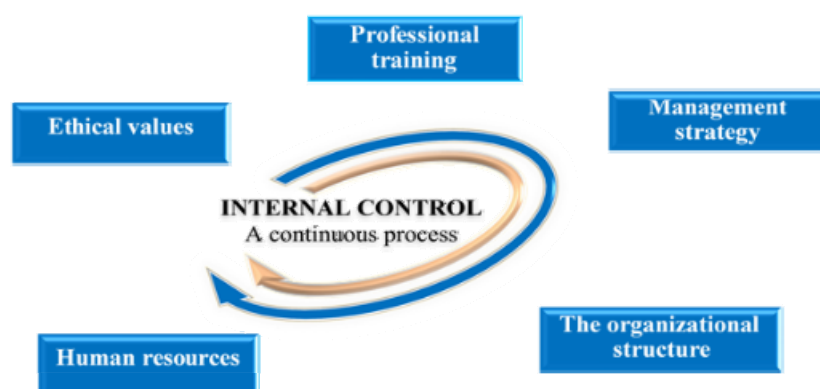 Professional
training
Ethical values
Management
strategy
INTERNAL CONTROL
A continuous process
The organizational
structure
Human resources